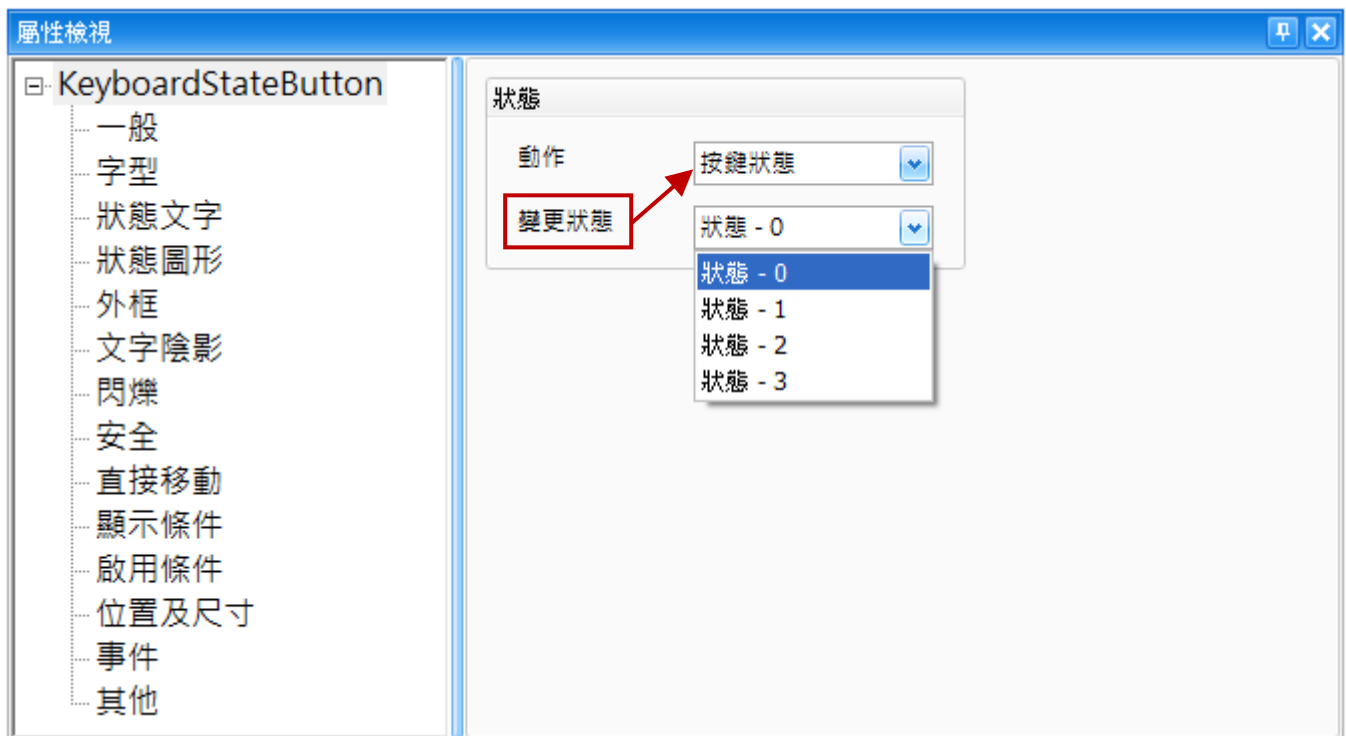 屬性檢視
KeyboardStateButton
一般
字型
狀態文字
狀態圖形
外框
文字陰影
閃爍
安全
直接移動
顯示條件
啟用條件
位置及尺寸
事件
其他
狀態
動作
按鍵狀態
變更狀態
狀態 - 0
狀態 - 0
狀態 - 1
狀態 - 2
狀態 - 3